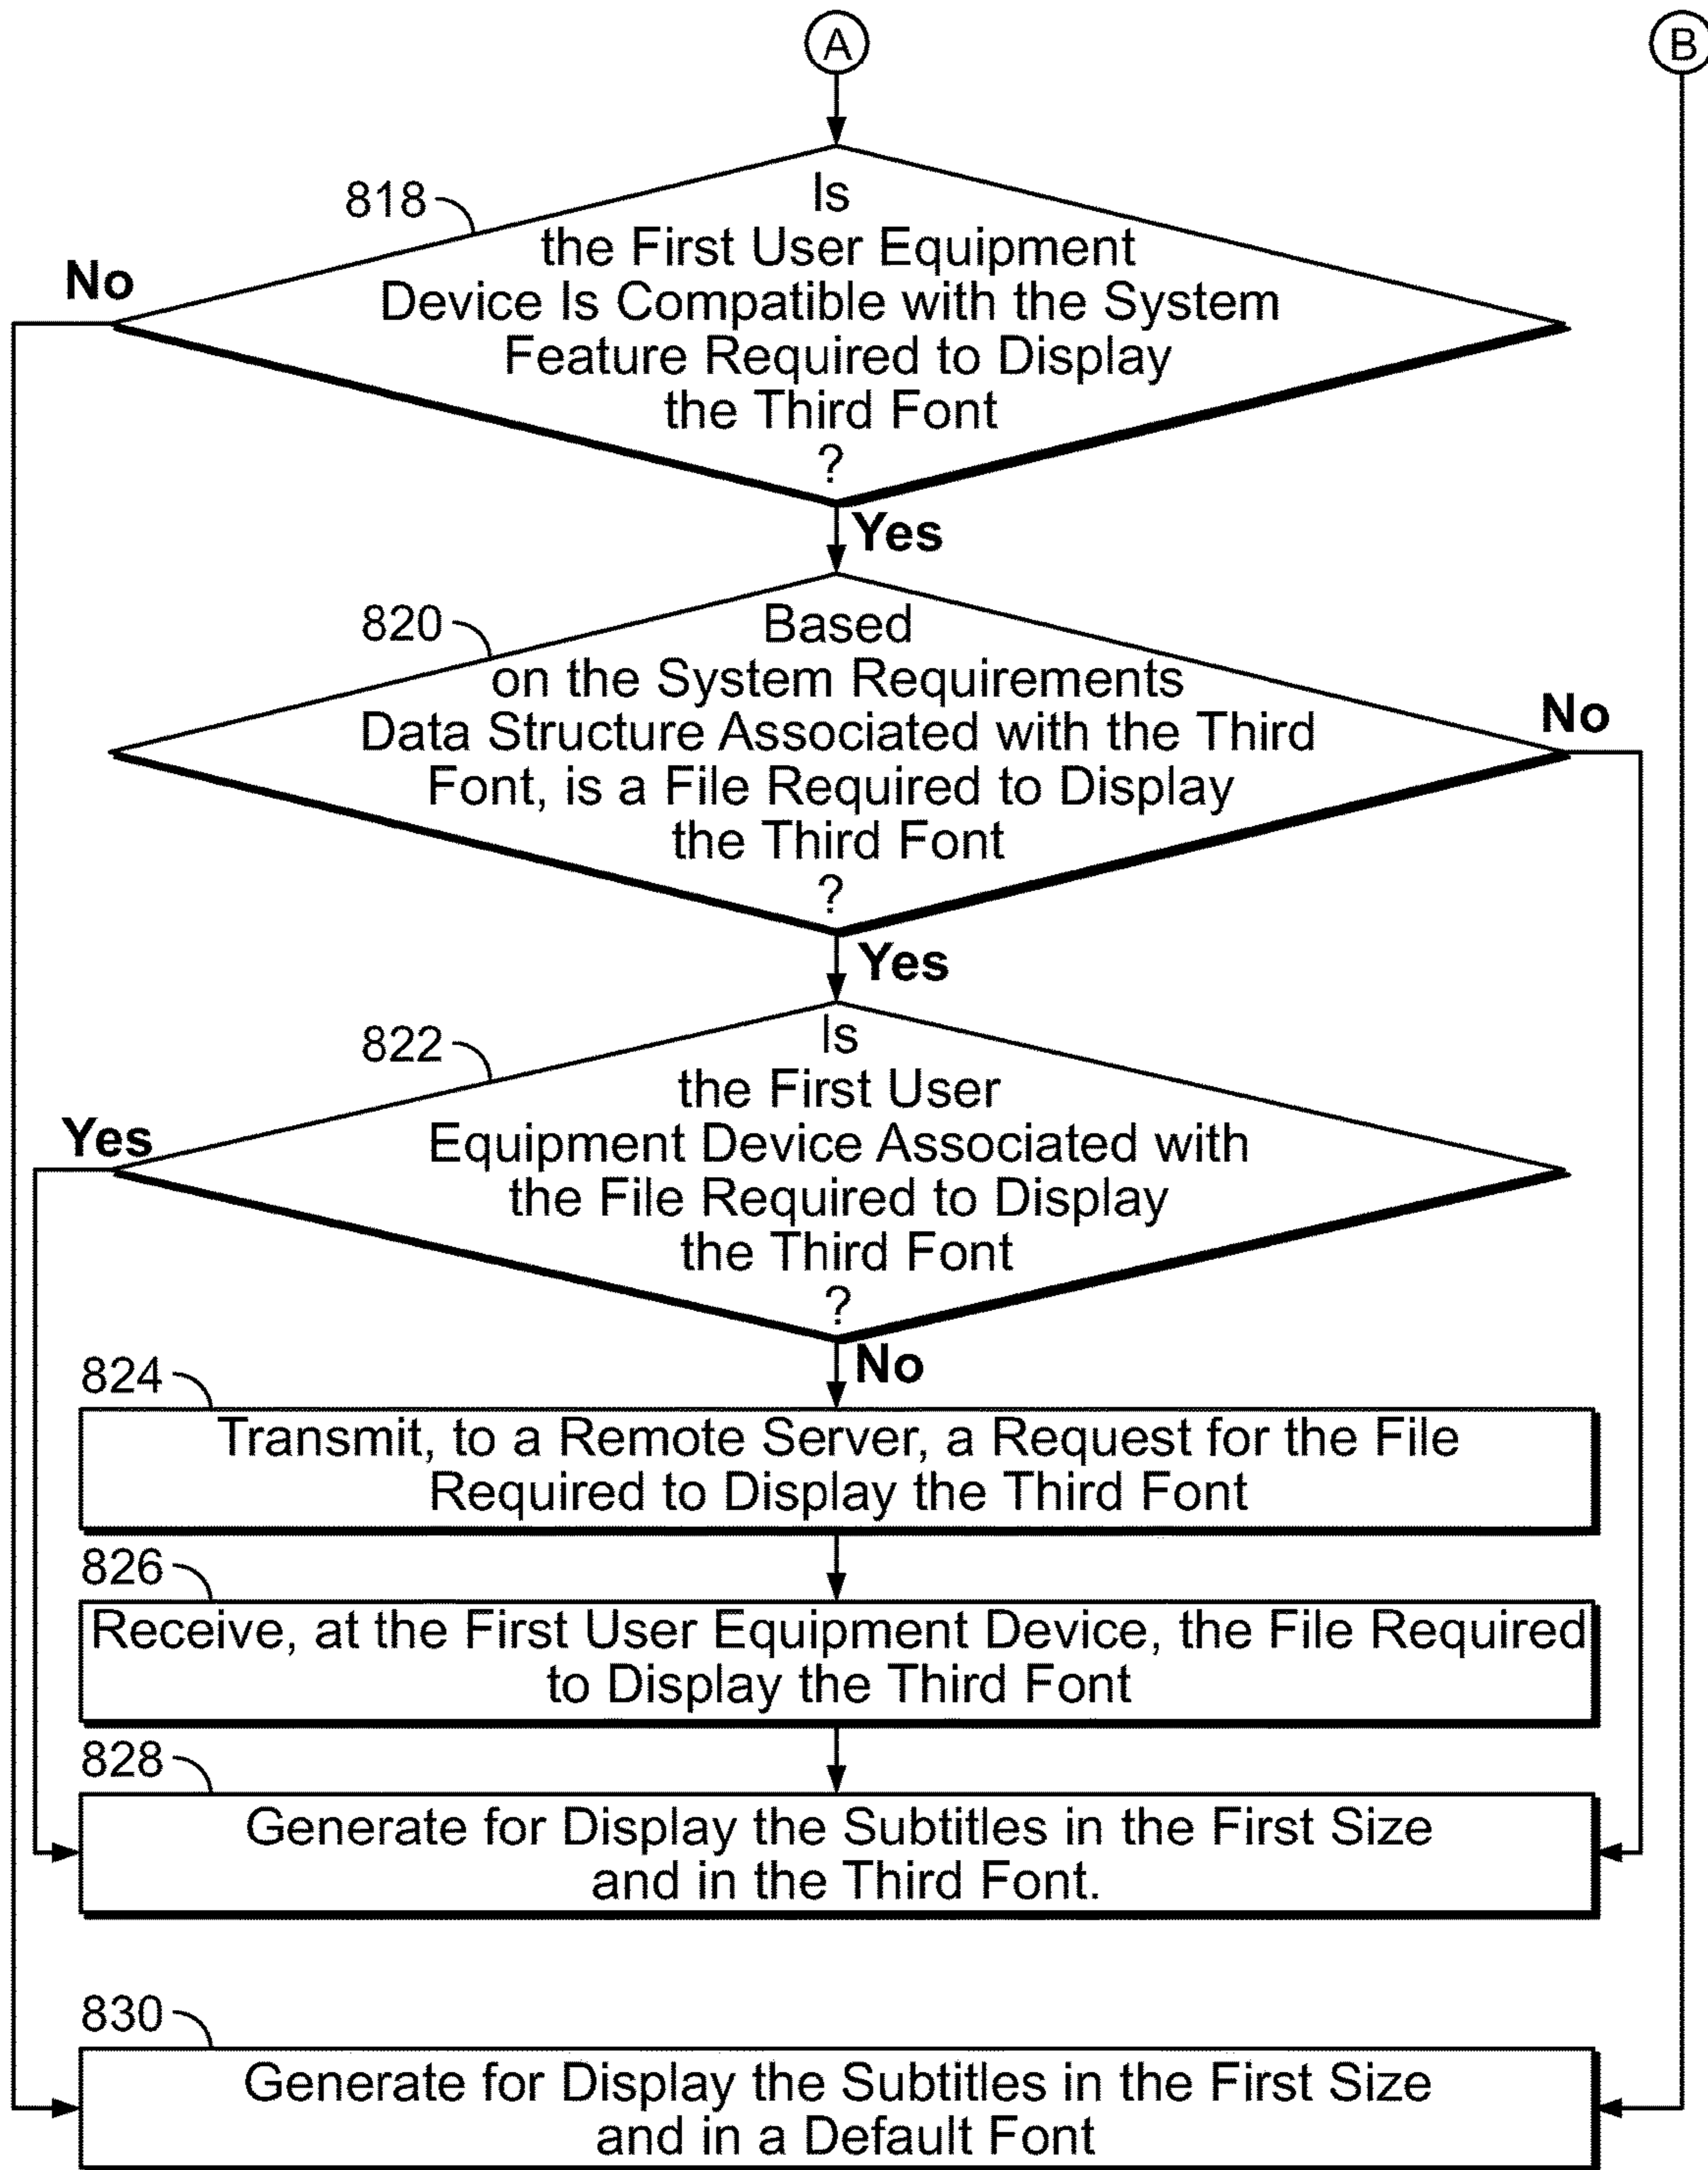 A
B
818
Is
the First User Equipment
Device Is Compatible with the System
Feature Required to Display
the Third Font
?
No
Yes
820
Based
on the System Requirements
Data Structure Associated with the Third
Font, is a File Required to Display
the Third Font
?
No
Yes
822
Is
the First User
Equipment Device Associated with
the File Required to Display
the Third Font
?
Yes
No
824
Transmit, to a Remote Server, a Request for the File
Required to Display the Third Font
826
Receive, at the First User Equipment Device, the File Required
to Display the Third Font
828
Generate for Display the Subtitles in the First Size
and in the Third Font.
830
Generate for Display the Subtitles in the First Size
and in a Default Font